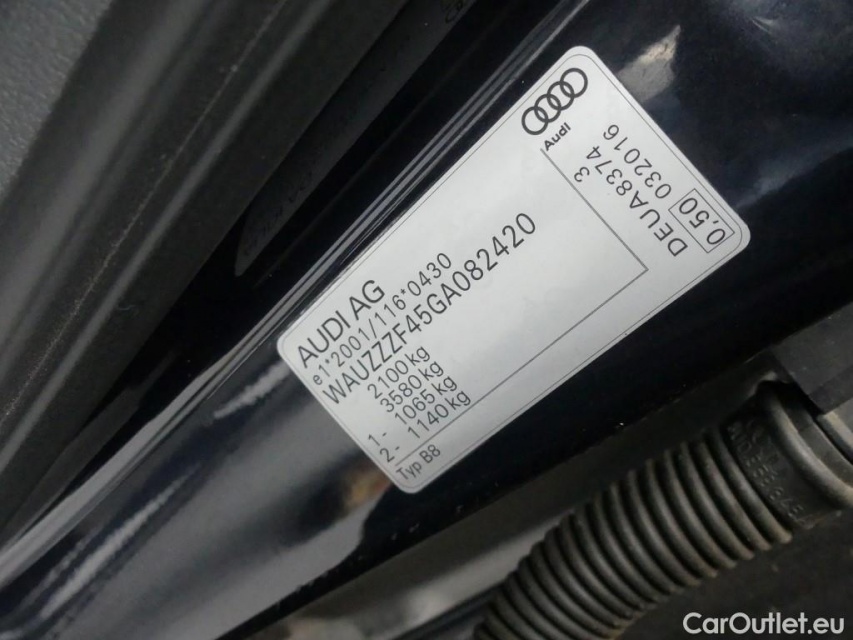 Audi
3
DEUA8374
0,50 032016
AUDI AG
e1*2001/116*0430
WAUZZZF45GA082420
2100kg
3580kg
1- 1065kg
2- 1140kg
Typ B8
CarOutlet.eu